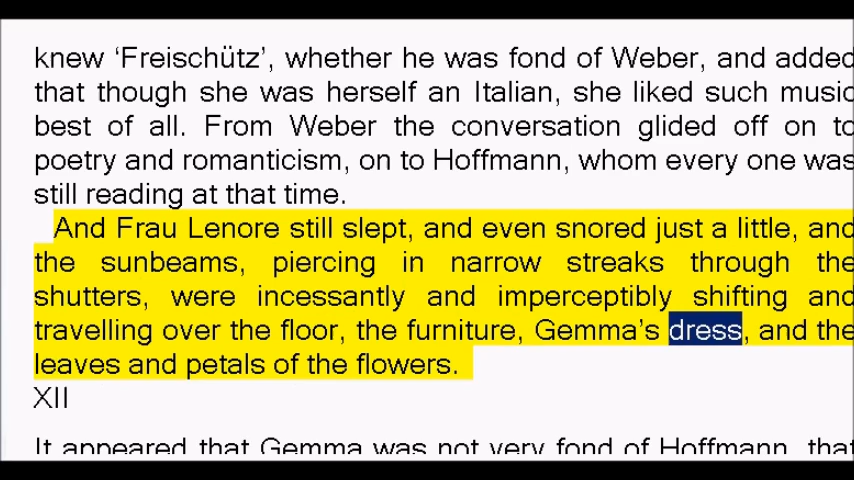 knew ‘Freischütz’, whether he was fond of Weber, and added
that though she was herself an Italian, she liked such music
best of all. From Weber the conversation glided off on to
poetry and romanticism, on to Hoffmann, whom every one was
still reading at that time.
And Frau Lenore still slept, and even snored just a little, and
the sunbeams, piercing in narrow streaks through the
shutters, were incessantly and imperceptibly shifting and
travelling over the floor, the furniture, Gemma’s dress, and the
leaves and petals of the flowers.
XII
It appeared that Gemma was not very fond of Hoffmann, that